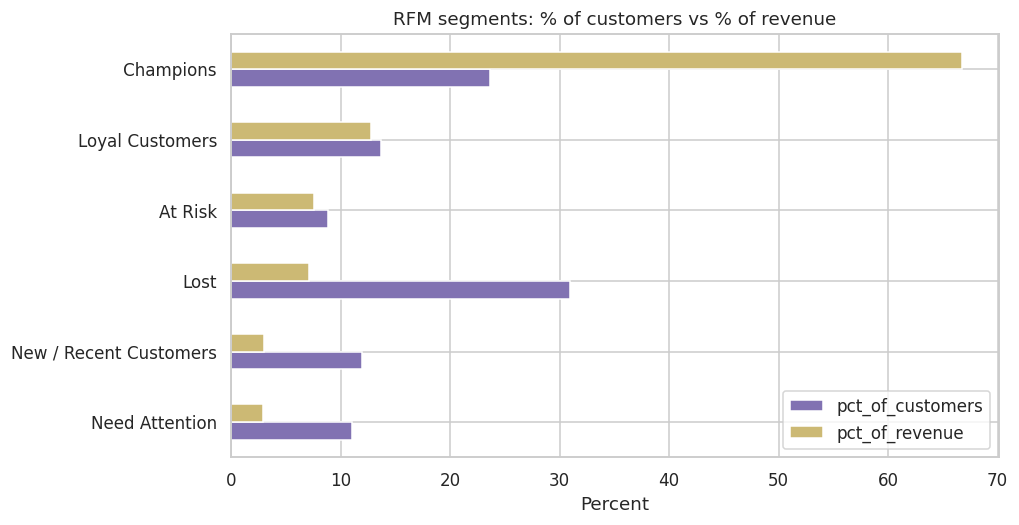 RFM segments: % of customers vs % of revenue
Champions
Loyal Customers
At Risk
Lost
New / Recent Customers
Need Attention
pct_of_customers
pct_of_revenue
0 10 20 30 40 50 60 70
Percent